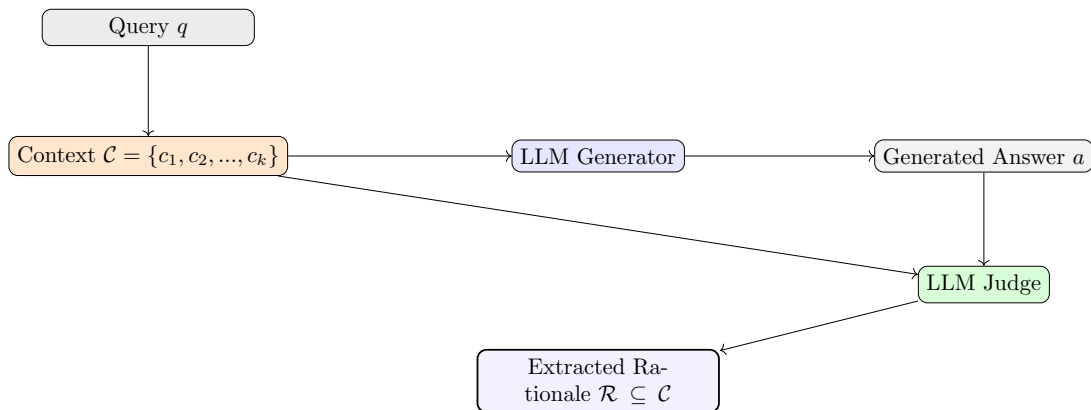 Query q
Context 𝒞 = {c₁, c₂, ..., cₖ}
LLM Generator
Generated Answer a
LLM Judge
Extracted Ra-
tionale ℛ ⊆ 𝒞